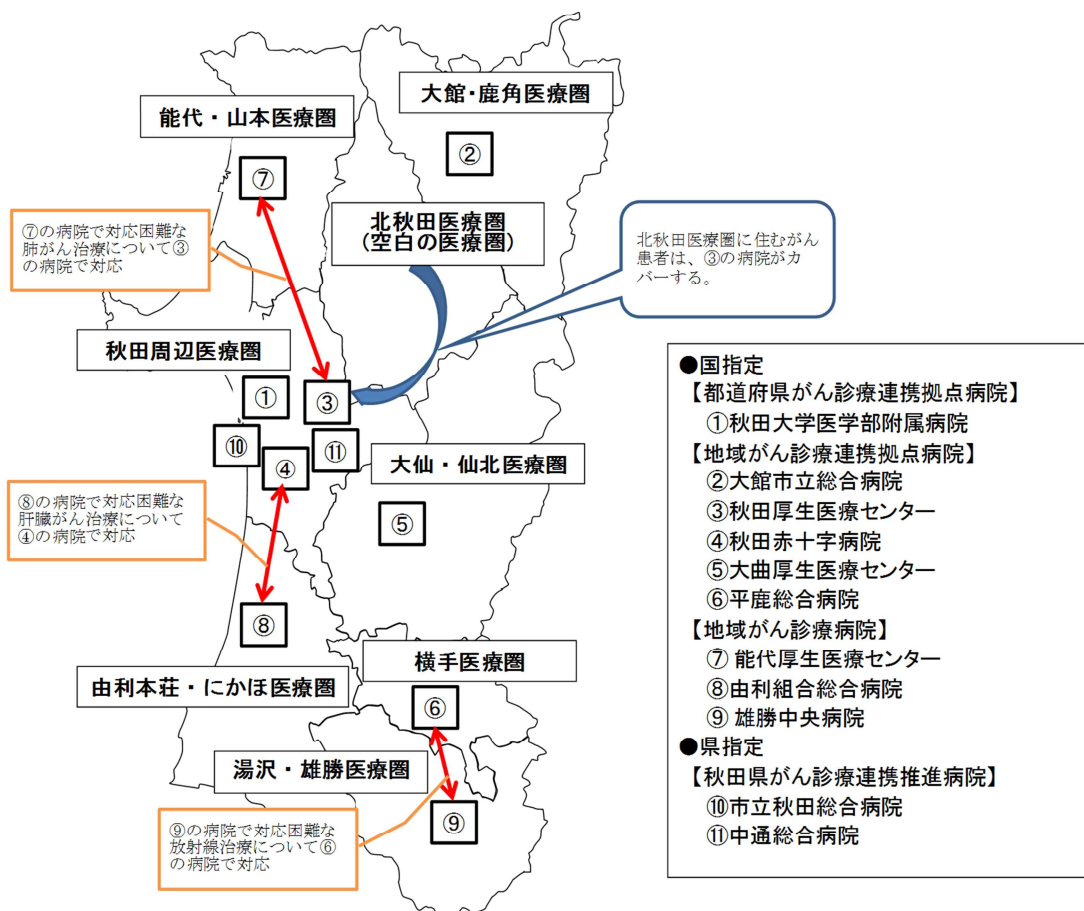 大館・鹿角医療圏
能代・山本医療圏
②
⑦
北秋田医療圏
(空白の医療圏)
北秋田医療圏に住むがん
患者は、③の病院がカ
バーする。
⑦の病院で対応困難な
肺がん治療について③
の病院で対応
秋田周辺医療圏
①
③
⑩
⑪
④
大仙・仙北医療圏
⑤
⑧の病院で対応困難な
肝臓がん治療について
④の病院で対応
⑧
横手医療圏
由利本荘・にかほ医療圏
⑥
湯沢・雄勝医療圏
⑨
⑨の病院で対応困難な
放射線治療について⑥
の病院で対応
●国指定
【都道府県がん診療連携拠点病院】
①秋田大学医学部附属病院
【地域がん診療連携拠点病院】
②大館市立総合病院
③秋田厚生医療センター
④秋田赤十字病院
⑤大曲厚生医療センター
⑥平鹿総合病院
【地域がん診療病院】
⑦ 能代厚生医療センター
⑧由利組合総合病院
⑨ 雄勝中央病院
●県指定
【秋田県がん診療連携推進病院】
⑩市立秋田総合病院
⑪中通総合病院